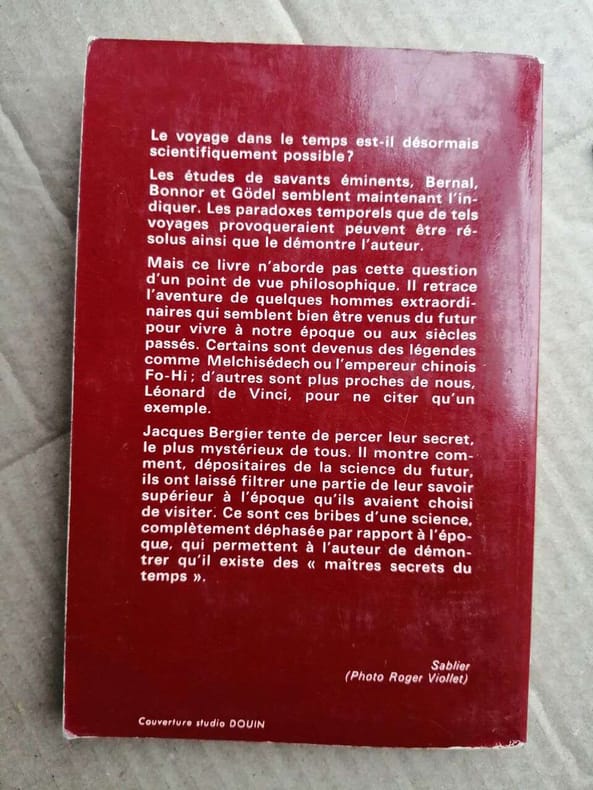 Le voyage dans le temps est-il désormais
scientifiquement possible?
Les études de savants éminents, Bernal,
Bonnor et Gödel semblent maintenant l'in-
diquer. Les paradoxes temporels que de tels
voyages provoqueraient peuvent être ré-
solus ainsi que le démontre l'auteur.
Mais ce livre n'aborde pas cette question
d'un point de vue philosophique. Il retrace
l'aventure de quelques hommes extraordi-
naires qui semblent bien être venus du futur
pour vivre à notre époque ou aux siècles
passés. Certains sont devenus des légendes
comme Melchisédech ou l'empereur chinois
Fo-Hi; d'autres sont plus proches de nous,
Léonard de Vinci, pour ne citer qu'un
exemple.
Jacques Bergier tente de percer leur secret,
le plus mystérieux de tous. Il montre com-
ment, dépositaires de la science du futur,
ils ont laissé filtrer une partie de leur savoir
supérieur à l'époque qu'ils avaient choisi
de visiter. Ce sont ces bribes d'une science,
complètement déphasée par rapport à l'épo-
que, qui permettent à l'auteur de démon-
trer qu'il existe des « maîtres secrets du
temps ».
Sablier
(Photo Roger Viollet)
Couverture studio DOUIN